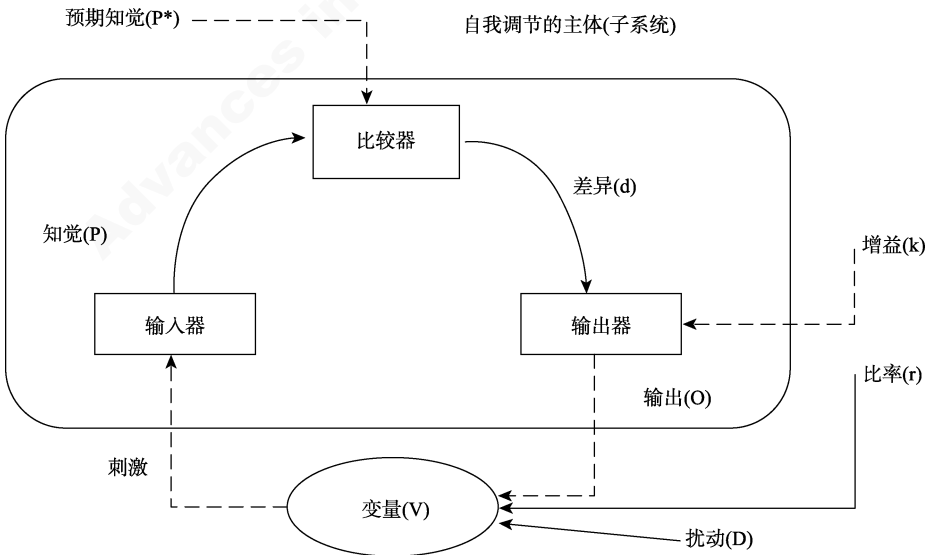 预期知觉(P*)
自我调节的主体(子系统)
比较器
差异(d)
知觉(P)
增益(k)
输入器
输出器
比率(r)
输出(O)
刺激
变量(V)
扰动(D)
Advances in